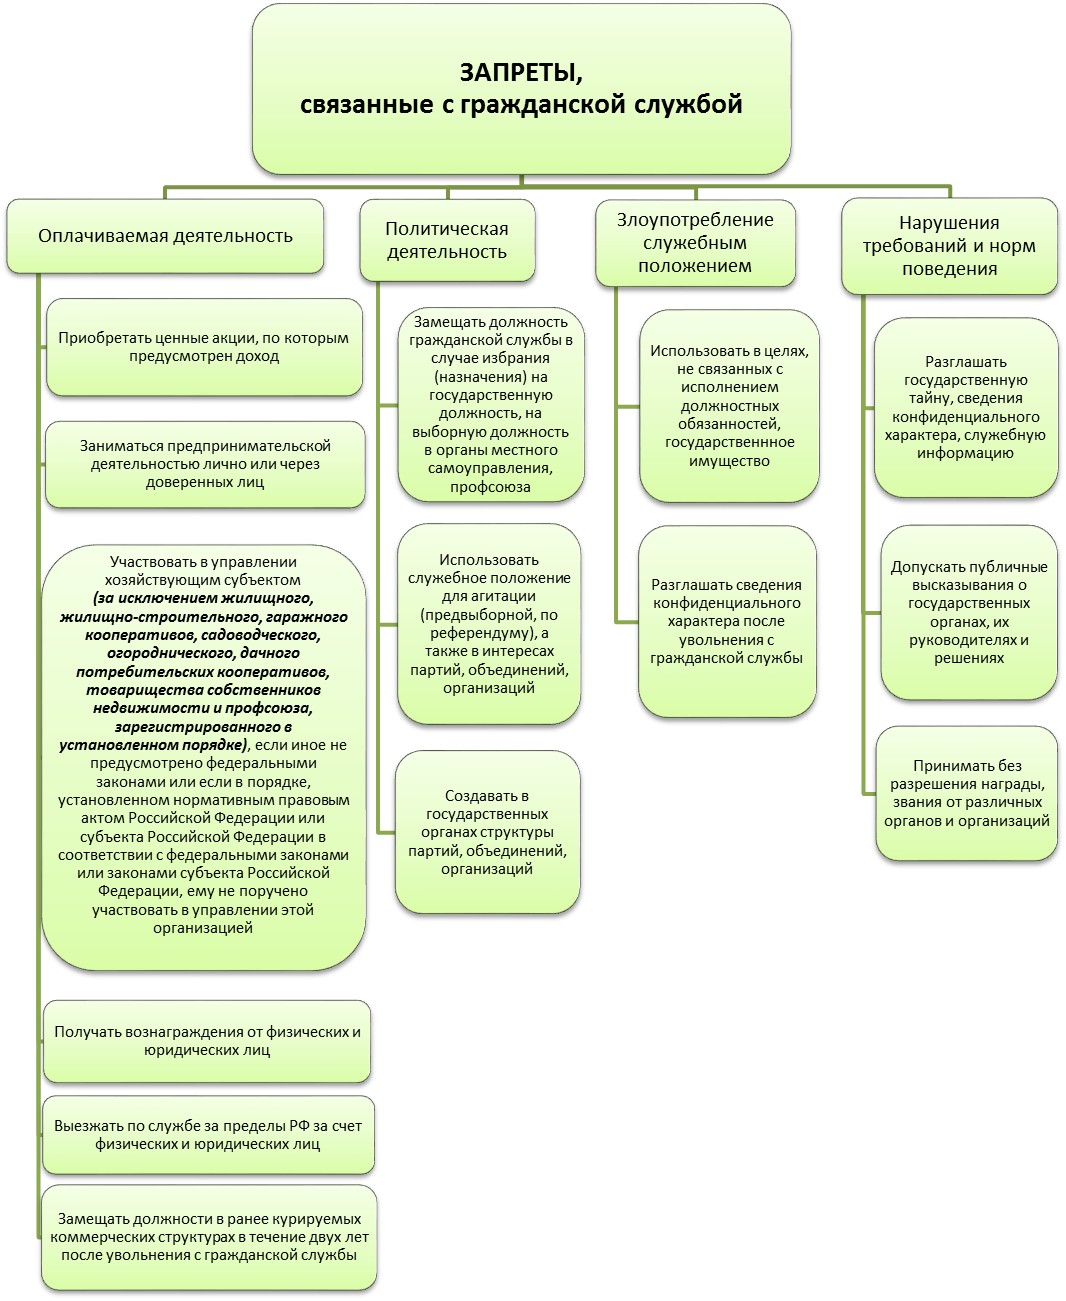 ЗАПРЕТЫ,
связанные с гражданской службой
Оплачиваемая деятельность
Приобретать ценные акции, по которым
предусмотрен доход
Заниматься предпринимательской
деятельностью лично или через
доверенных лиц
Участвовать в управлении
хозяйствующим субъектом
(за исключением жилищного,
жилищно-строительного, гаражного
кооперативов, садоводческого,
огороднического, дачного
потребительских кооперативов,
товарищества собственников
недвижимости и профсоюза,
зарегистрированного в
установленном порядке), если иное не
предусмотрено федеральными
законами или если в порядке,
установленном нормативным правовым
актом Российской Федерации или
субъекта Российской Федерации в
соответствии с федеральными законами
или законами субъекта Российской
Федерации, ему не поручено
участвовать в управлении этой
организацией
Получать вознаграждения от физических и
юридических лиц
Выезжать по службе за пределы РФ за счет
физических и юридических лиц
Замещать должности в ранее курируемых
коммерческих структурах в течение двух лет
после увольнения с гражданской службы
Политическая
деятельность
Замещать должность
гражданской службы в
случае избрания
(назначения) на
государственную
должность, на
выборную должность
в органы местного
самоуправления,
профсоюза
Использовать
служебное положение
для агитации
(предвыборной, по
референдуму), а
также в интересах
партий, объединений,
организаций
Создавать в
государственных
органах структуры
партий, объединений,
организаций
Злоупотребление
служебным
положением
Использовать в целях,
не связанных с
исполнением
должностных
обязанностей,
государственнное
имущество
Разглашать сведения
конфиденциального
характера после
увольнения с
гражданской службы
Нарушения
требований и норм
поведения
Разглашать
государственную
тайну, сведения
конфиденциального
характера, служебную
информацию
Допускать публичные
высказывания о
государственных
органах, их
руководителях и
решениях
Принимать без
разрешения награды,
звания от различных
органов и организаций